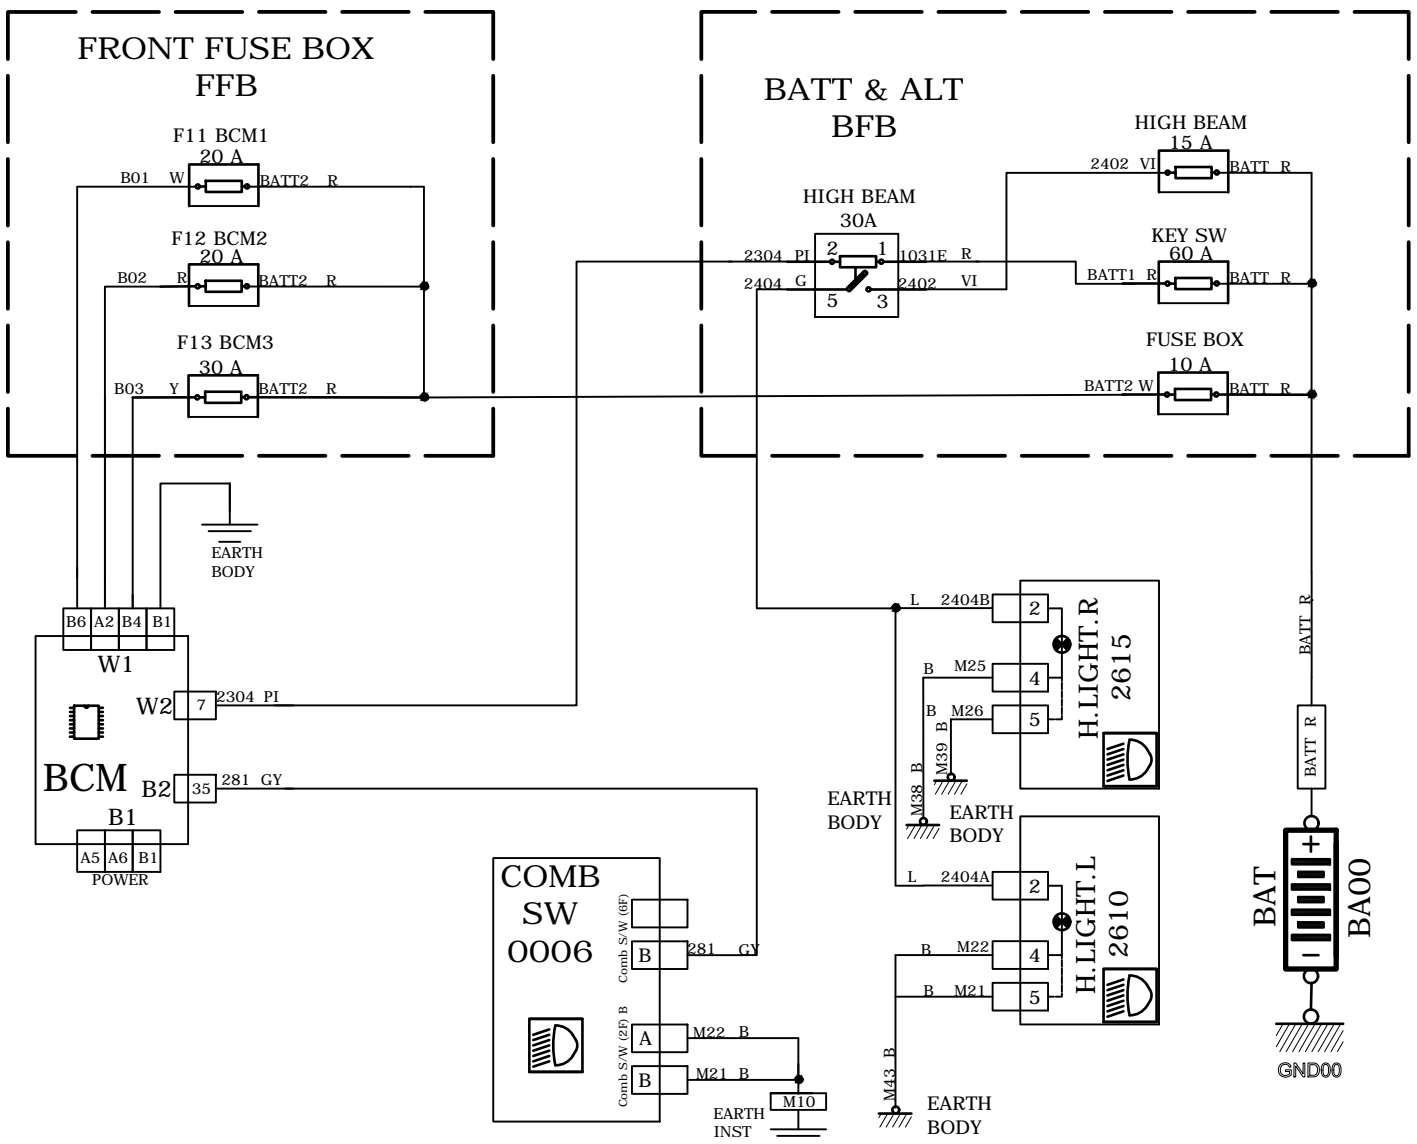 FRONT FUSE BOX
FFB
F11 BCM1
20 A
B01 W BATT2 R
F12 BCM2
20 A
B02 R BATT2 R
F13 BCM3
30 A
B03 Y BATT2 R
BATT & ALT
BFB
HIGH BEAM
15 A
2402 VI BATT R
HIGH BEAM
30A
2304 PI 2 1 1031E R
2404 G 5 3 2402 VI
KEY SW
60 A
BATT1 R BATT R
FUSE BOX
10 A
BATT2 W BATT R
EARTH
BODY
B6 A2 B4 B1
W1
W2 7 2304 PI
BCM
B2 35 281 GY
B1
A5 A6 B1
POWER
COMB
SW
0006
Comb S/W (6F)
B 281 GY
Comb S/W (2F) B
A M22 B
B M21 B
M10
EARTH
INST
L 2404B 2
B M25 4
B M26 5
M39 B
M38 B
H.LIGHT.R
2615
EARTH
BODY
EARTH
BODY
L 2404A 2
B M22 4
B M21 5
M43 B
H.LIGHT.L
2610
EARTH
BODY
BATT R
BATT R
+
BAT
BA00
−
GND00